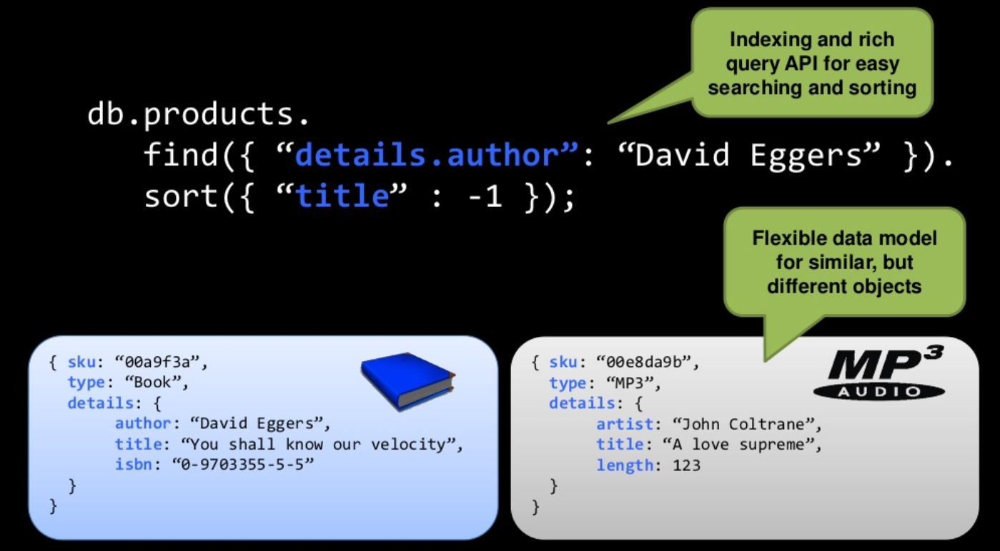 Indexing and rich
query API for easy
searching and sorting
db.products.
find({ “details.author”: “David Eggers” }).
sort({ “title” : -1 });
Flexible data model
for similar, but
different objects
{ sku: “00a9f3a”,
type: “Book”,
details: {
author: “David Eggers”,
title: “You shall know our velocity”,
isbn: “0-9703355-5-5”
}
}
MP3
AUDIO
{ sku: “00e8da9b”,
type: “MP3”,
details: {
artist: “John Coltrane”,
title: “A love supreme”,
length: 123
}
}